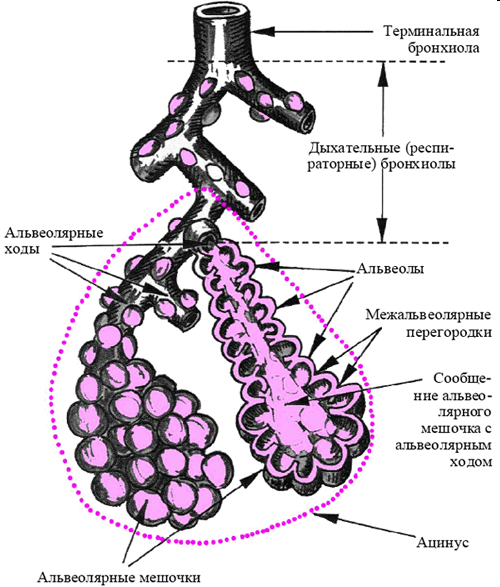 Терминальная
бронхиола
Дыхательные (респи-
раторные) бронхиолы
Альвеолярные
ходы
Альвеолы
Межальвеолярные
перегородки
Сообще-
ние альвео-
лярного
мешочка с
альвеолярным
ходом
Ацинус
Альвеолярные мешочки